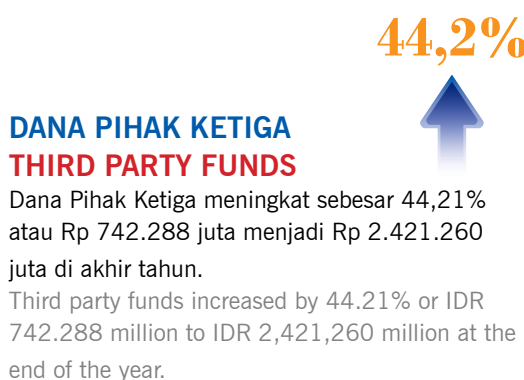 44,2%
DANA PIHAK KETIGA
THIRD PARTY FUNDS
Dana Pihak Ketiga meningkat sebesar 44,21%
atau Rp 742.288 juta menjadi Rp 2.421.260
juta di akhir tahun.
Third party funds increased by 44.21% or IDR
742.288 million to IDR 2,421,260 million at the
end of the year.